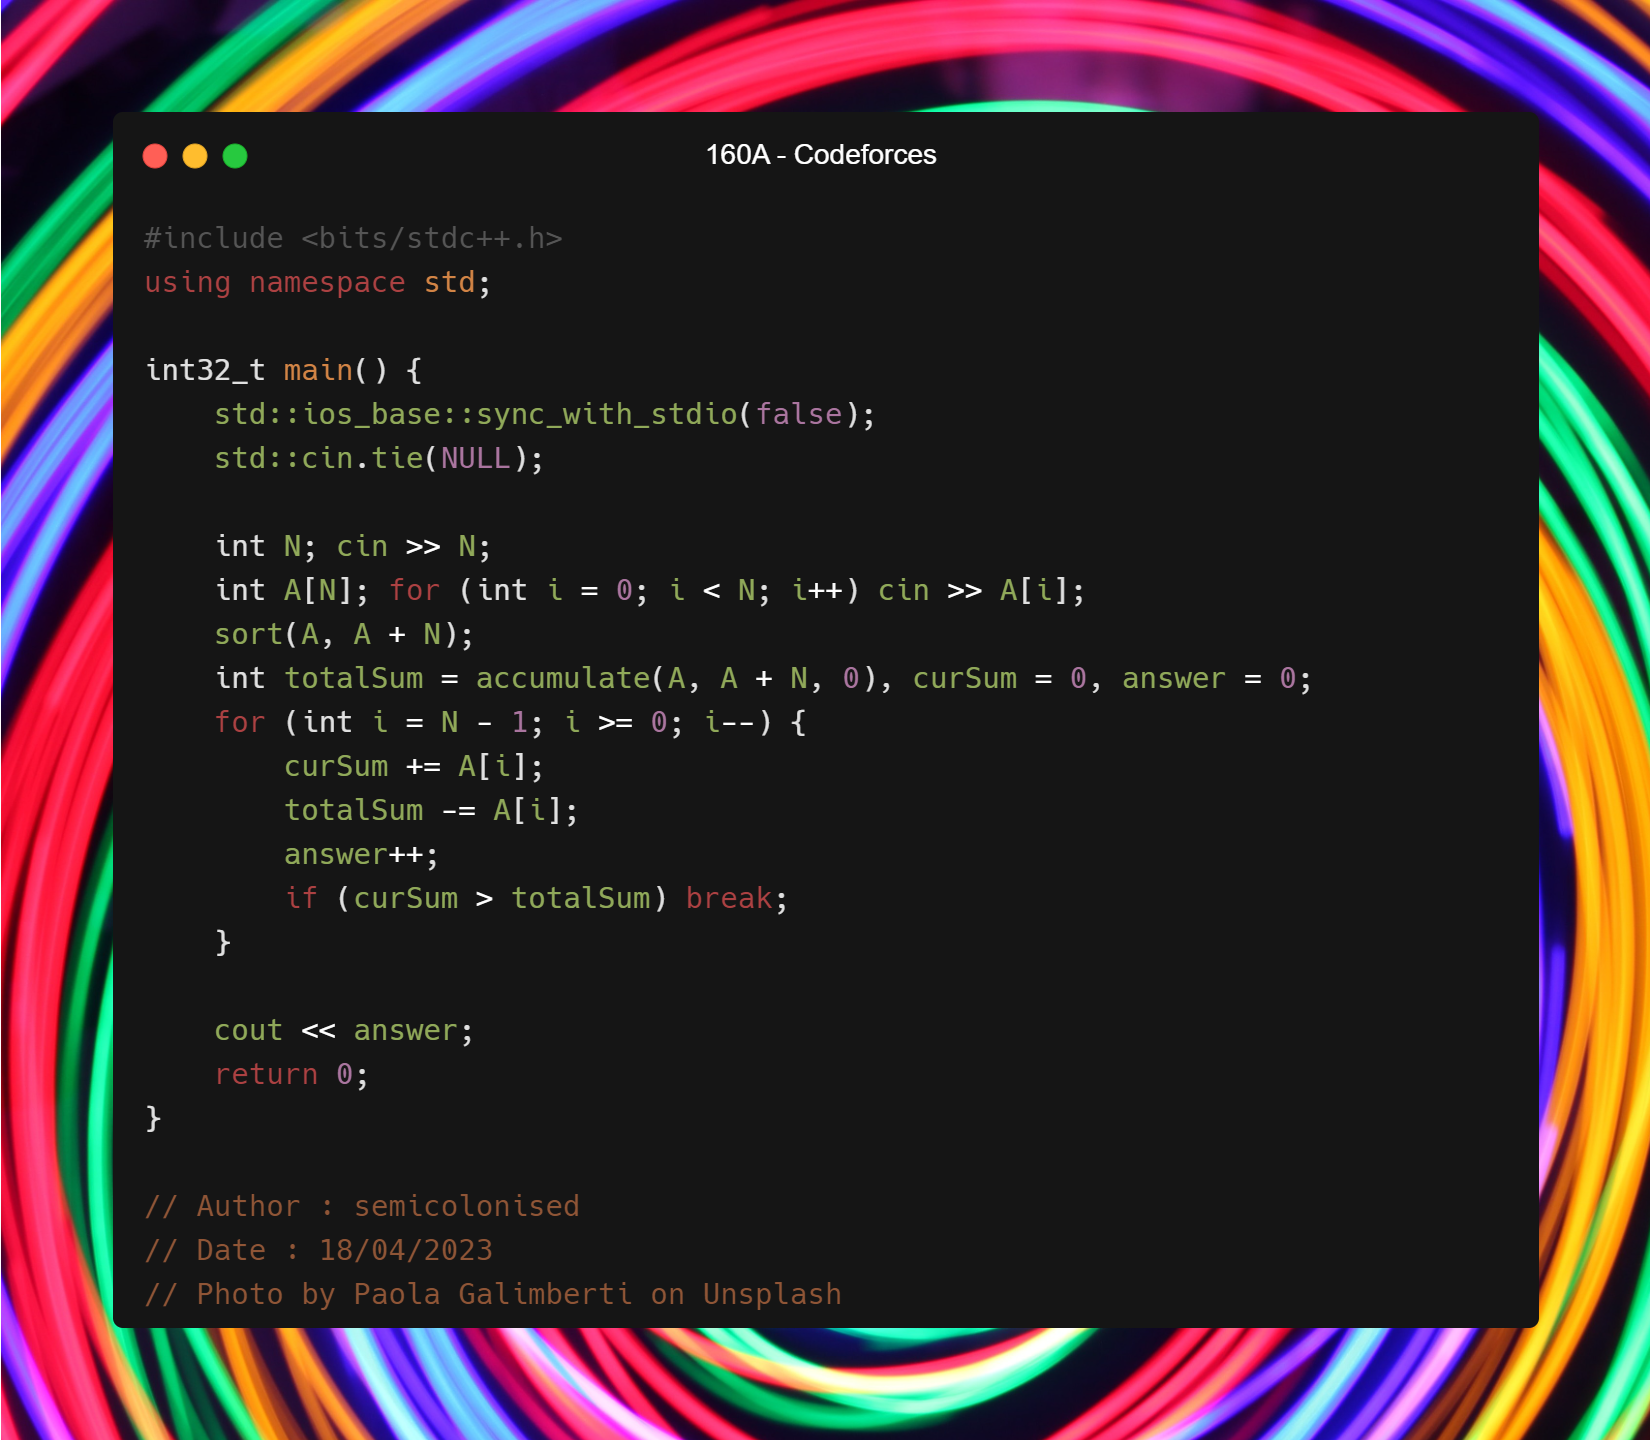 160A - Codeforces
#include <bits/stdc++.h>
using namespace std;
int32_t main() {
    std::ios_base::sync_with_stdio(false);
    std::cin.tie(NULL);
    int N; cin >> N;
    int A[N]; for (int i = 0; i < N; i++) cin >> A[i];
    sort(A, A + N);
    int totalSum = accumulate(A, A + N, 0), curSum = 0, answer = 0;
    for (int i = N - 1; i >= 0; i--) {
        curSum += A[i];
        totalSum -= A[i];
        answer++;
        if (curSum > totalSum) break;
    }
    cout << answer;
    return 0;
}
// Author : semicolonised
// Date : 18/04/2023
// Photo by Paola Galimberti on Unsplash